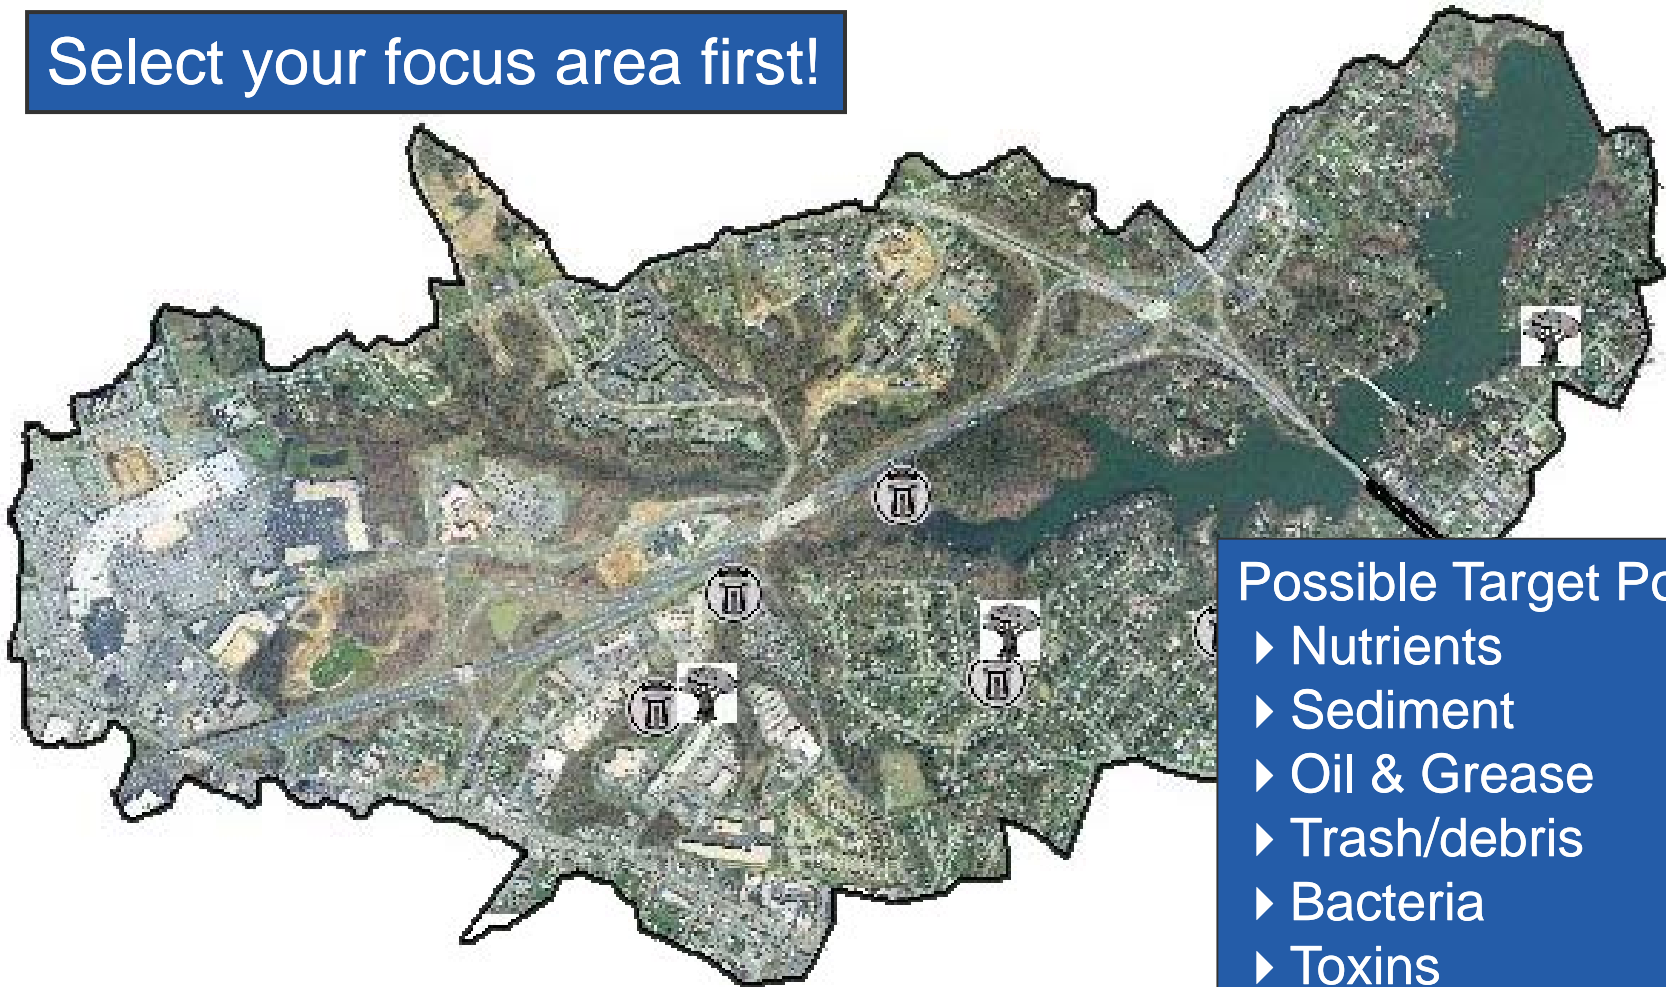 Select your focus area first!
Possible Target Po
Nutrients
Sediment
Oil & Grease
Trash/debris
Bacteria
Toxins